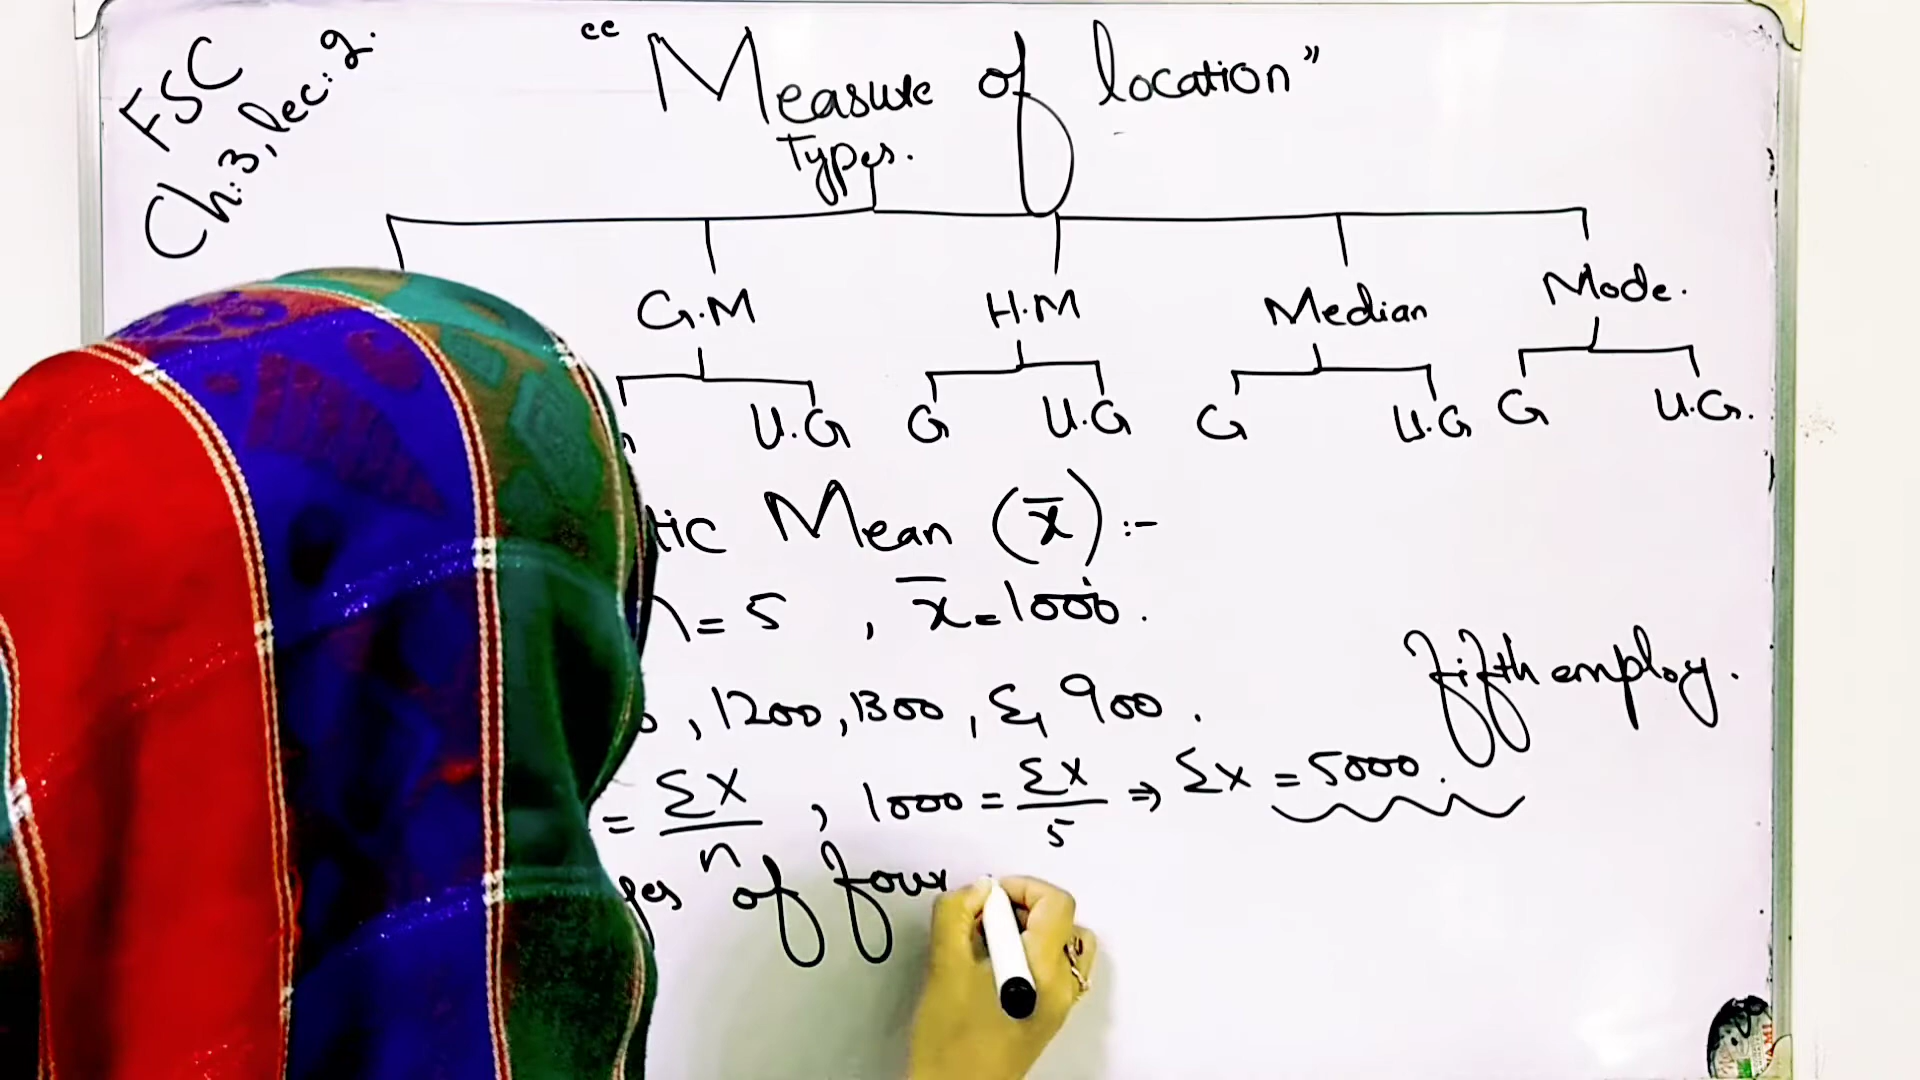 FSC
Ch:3, lec:2.
“Measure of location”
Types.
G.M H.M Median Mode.
U.G G U.G G U.G G U.G.
Mean (x̅) :-
= 5 , x̅ = 1000 .
, 1200, 1300, & 900 .
Fifth employ.
= ΣX/n , 1000 = ΣX/5 ⇒ ΣX = 5000 .
of four